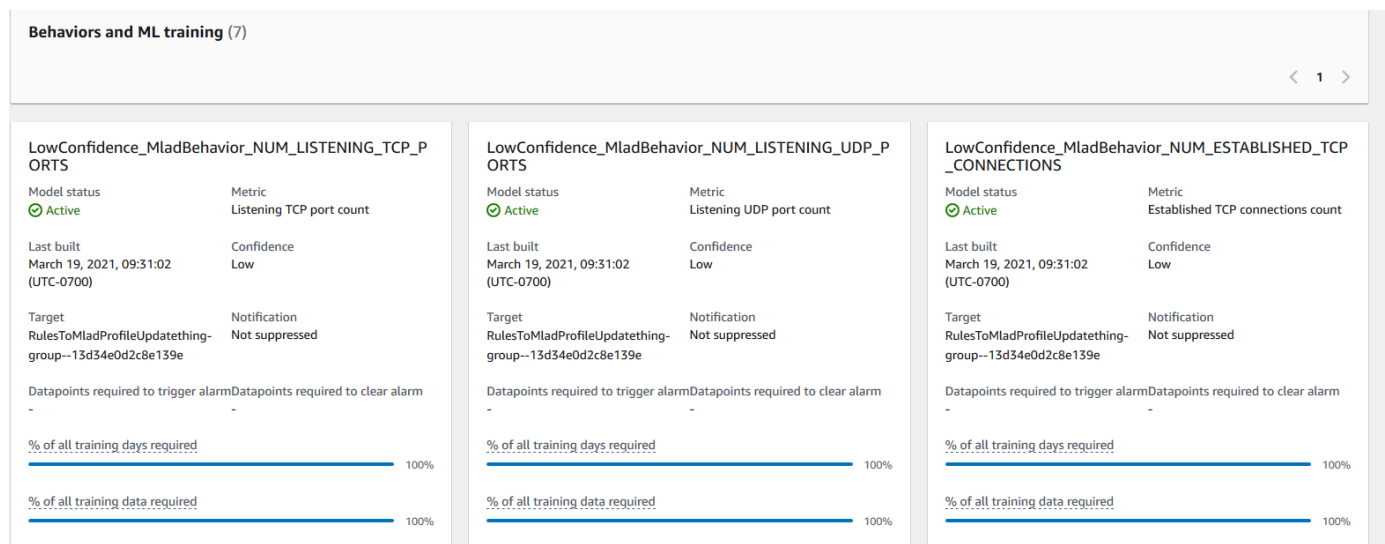 Behaviors and ML training (7)
1
LowConfidence_MladBehavior_NUM_LISTENING_TCP_P
ORTS
Model status
Metric
Active
Listening TCP port count
Last built
Confidence
March 19, 2021, 09:31:02
Low
(UTC-0700)
Target
Notification
RulesToMladProfileUpdatething-
Not suppressed
group--13d34e0d2c8e139e
Datapoints required to trigger alarm
Datapoints required to clear alarm
-
-
% of all training days required
100%
% of all training data required
100%
LowConfidence_MladBehavior_NUM_LISTENING_UDP_P
ORTS
Model status
Metric
Active
Listening UDP port count
Last built
Confidence
March 19, 2021, 09:31:02
Low
(UTC-0700)
Target
Notification
RulesToMladProfileUpdatething-
Not suppressed
group--13d34e0d2c8e139e
Datapoints required to trigger alarm
Datapoints required to clear alarm
-
-
% of all training days required
100%
% of all training data required
100%
LowConfidence_MladBehavior_NUM_ESTABLISHED_TCP
_CONNECTIONS
Model status
Metric
Active
Established TCP connections count
Last built
Confidence
March 19, 2021, 09:31:02
Low
(UTC-0700)
Target
Notification
RulesToMladProfileUpdatething-
Not suppressed
group--13d34e0d2c8e139e
Datapoints required to trigger alarm
Datapoints required to clear alarm
-
-
% of all training days required
100%
% of all training data required
100%